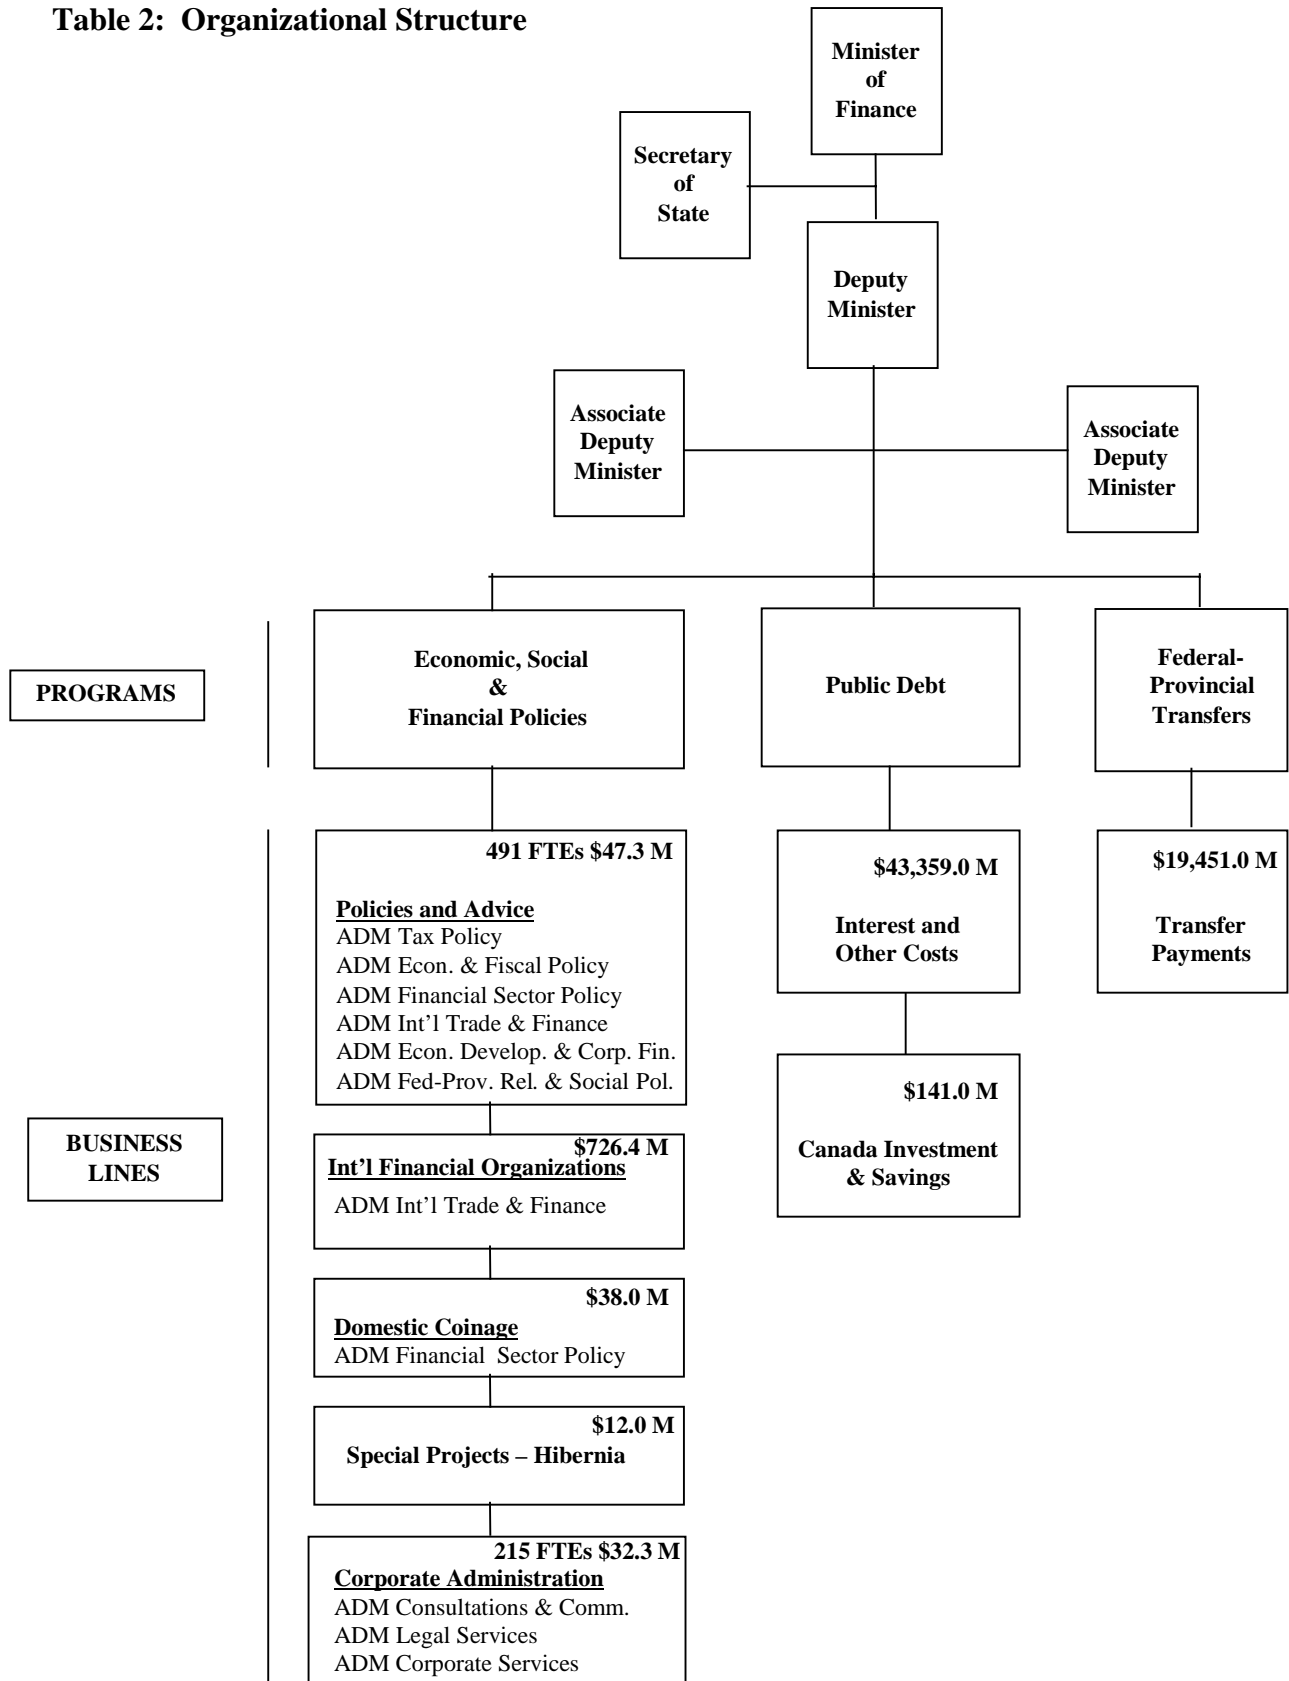 Table 2:  Organizational Structure
Minister
of
Finance
Secretary
of
State
Deputy
Minister
Associate
Deputy
Minister
Associate
Deputy
Minister
PROGRAMS
Economic, Social
&
Financial Policies
Public Debt
Federal-
Provincial
Transfers
BUSINESS
LINES
491 FTEs $47.3 M
Policies and Advice
ADM Tax Policy
ADM Econ. & Fiscal Policy
ADM Financial Sector Policy
ADM Int’l Trade & Finance
ADM Econ. Develop. & Corp. Fin.
ADM Fed-Prov. Rel. & Social Pol.
$726.4 M
Int’l Financial Organizations
ADM Int’l Trade & Finance
$38.0 M
Domestic Coinage
ADM Financial  Sector Policy
$12.0 M
Special Projects – Hibernia
215 FTEs $32.3 M
Corporate Administration
ADM Consultations & Comm.
ADM Legal Services
ADM Corporate Services
$43,359.0 M
Interest and
Other Costs
$141.0 M
Canada Investment
& Savings
$19,451.0 M
Transfer
Payments